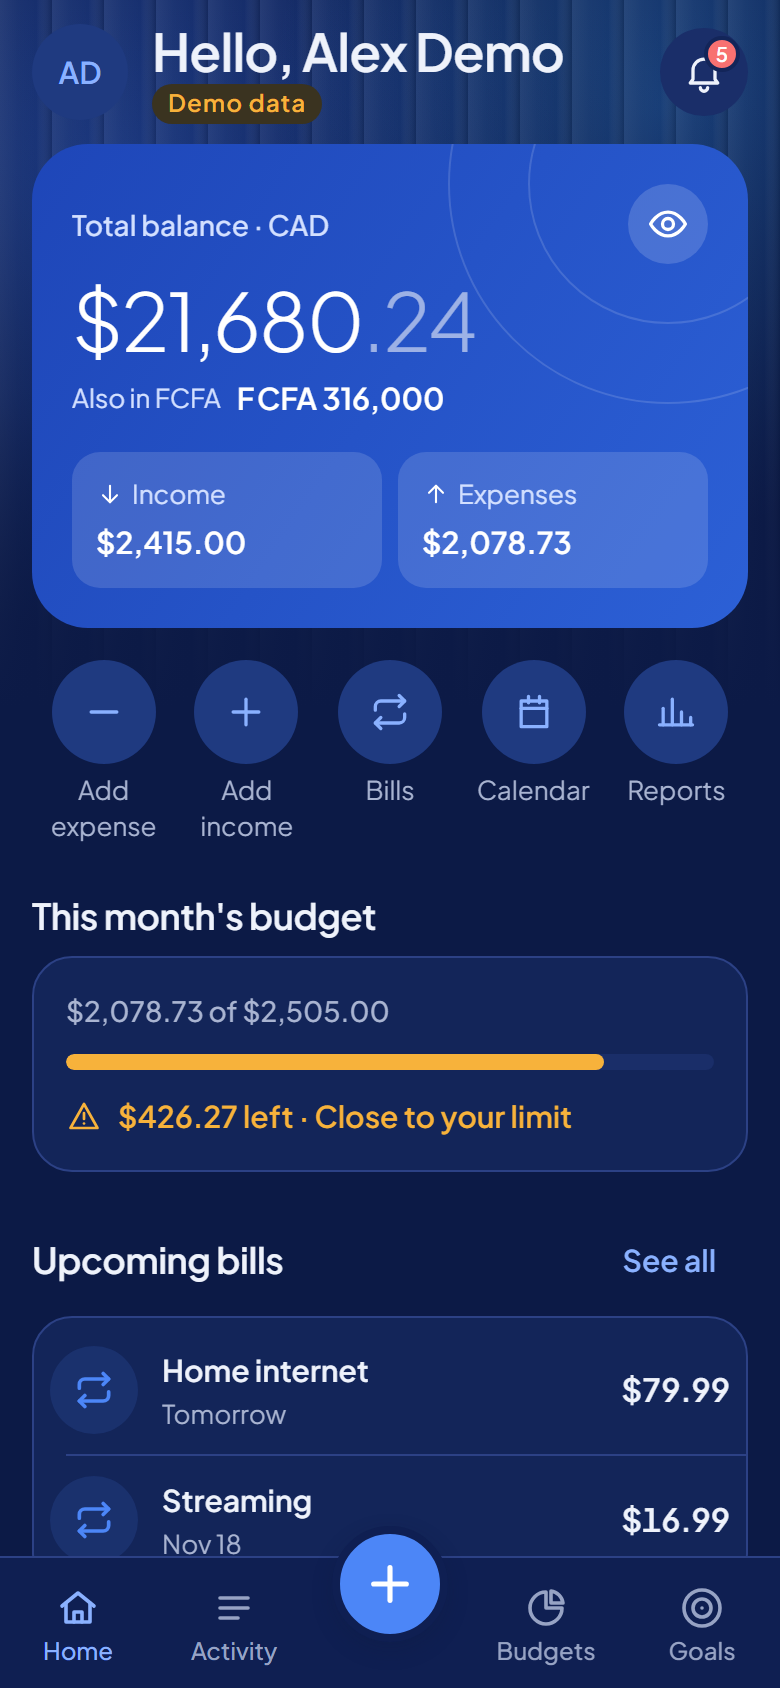 AD
Hello, Alex Demo
5
Demo data
Total balance · CAD
$21,680.24
Also in FCFA FCFA 316,000
Income
$2,415.00
Expenses
$2,078.73
Add expense
Add income
Bills
Calendar
Reports
This month's budget
$2,078.73 of $2,505.00
$426.27 left · Close to your limit
Upcoming bills
See all
Home internet
Tomorrow
$79.99
Streaming
Nov 18
$16.99
Home
Activity
Budgets
Goals